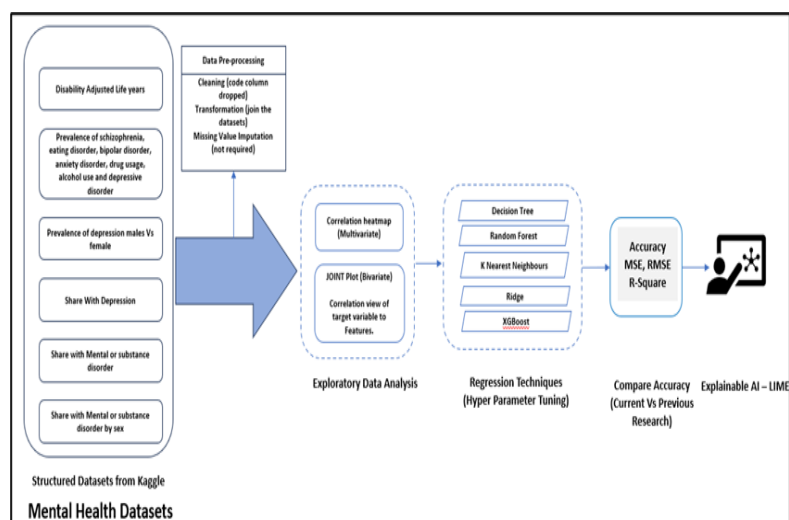 Disability Adjusted Life years
Prevalence of schizophrenia,
eating disorder, bipolar disorder,
anxiety disorder, drug usage,
alcohol use and depressive
disorder
Prevalence of depression males Vs
female
Share With Depression
Share with Mental or substance
disorder
Share with Mental or substance
disorder by sex
Structured Datasets from Kaggle
Mental Health Datasets
Data Pre-processing
Cleaning (code column
dropped)
Transformation (join the
datasets)
Missing Value Imputation
(not required)
Correlation heatmap
(Multivariate)
JOINT Plot (Bivariate)
Correlation view of
target variable to
Features.
Exploratory Data Analysis
Decision Tree
Random Forest
K Nearest Neighbours
Ridge
XGBoost
Regression Techniques
(Hyper Parameter Tuning)
Accuracy
MSE, RMSE
R-Square
Compare Accuracy
(Current Vs Previous
Research)
Explainable AI – LIME